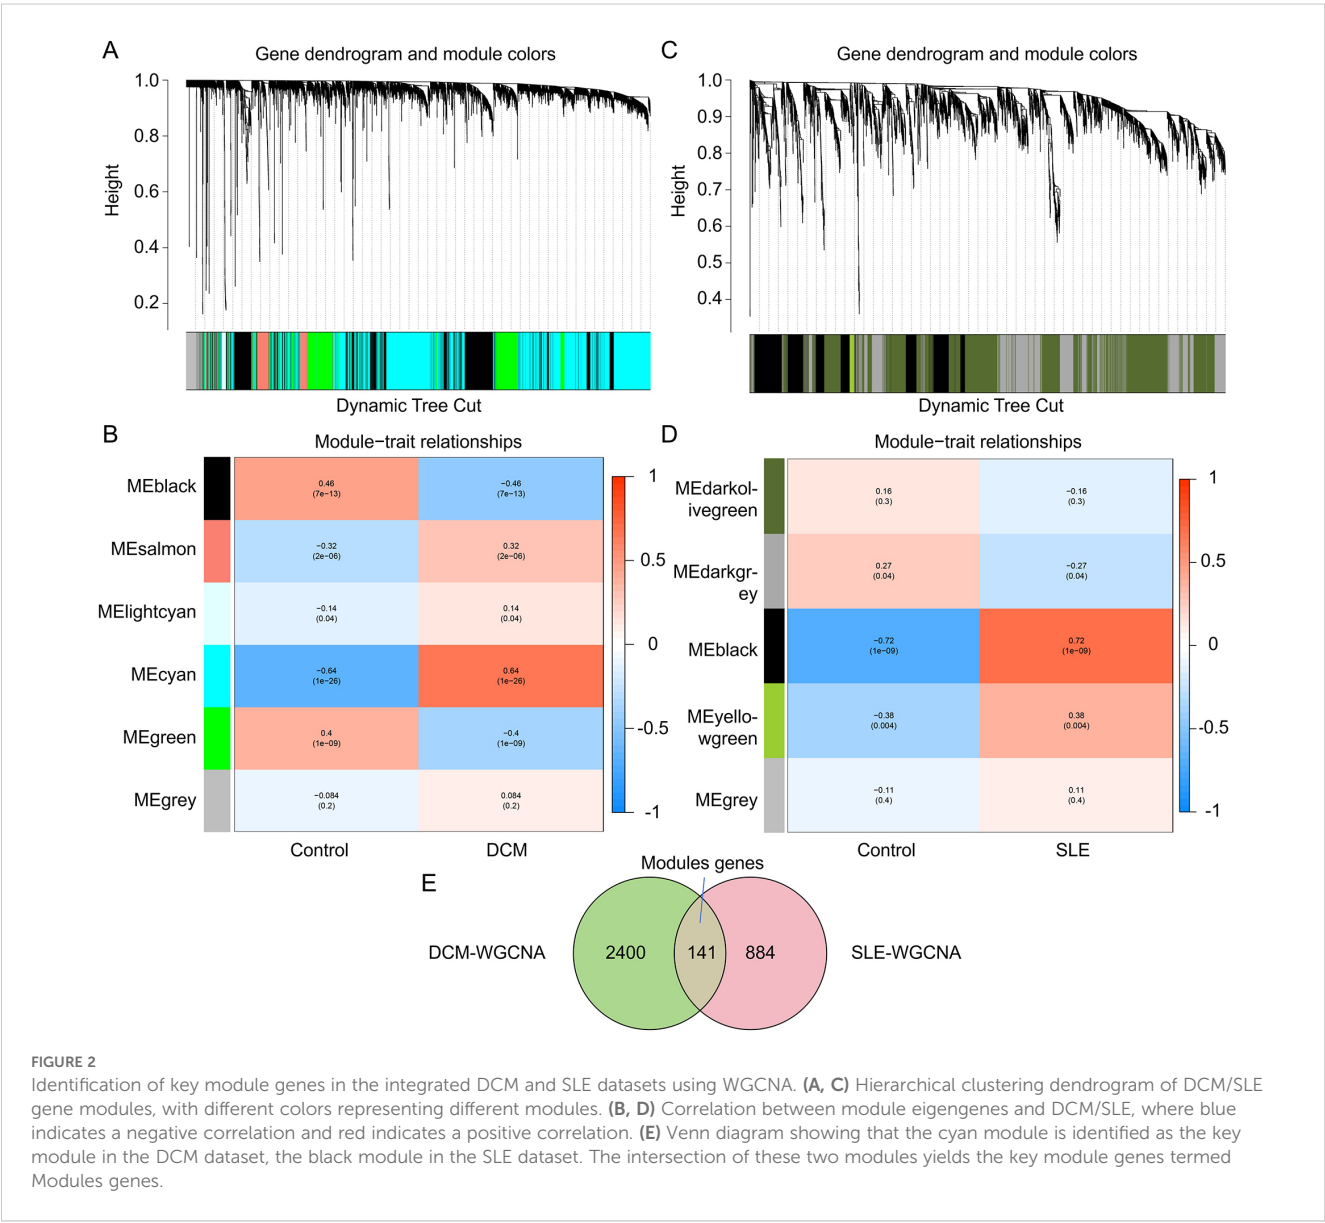 A
Gene dendrogram and module colors
1.0
0.8
0.6
0.4
0.2
Height
Dynamic Tree Cut
C
Gene dendrogram and module colors
1.0
0.9
0.8
0.7
0.6
0.5
0.4
Height
Dynamic Tree Cut
B
Module−trait relationships
MEblack
0.46
(7e−13)
−0.46
(7e−13)
MEsalmon
−0.32
(2e−06)
0.32
(2e−06)
MElightcyan
−0.14
(0.04)
0.14
(0.04)
MEcyan
−0.64
(1e−26)
0.64
(1e−26)
MEgreen
0.4
(1e−09)
−0.4
(1e−09)
MEgrey
−0.084
(0.2)
0.084
(0.2)
Control
DCM
1
0.5
0
-0.5
-1
D
Module−trait relationships
MEdarkol-
ivegreen
0.16
(0.3)
−0.16
(0.3)
MEdarkgr-
ey
0.27
(0.04)
−0.27
(0.04)
MEblack
−0.72
(1e−09)
0.72
(1e−09)
MEyello-
wgreen
−0.38
(0.004)
0.38
(0.004)
MEgrey
−0.11
(0.4)
0.11
(0.4)
Control
SLE
1
0.5
0
-0.5
-1
E
Modules genes
DCM-WGCNA
2400
141
884
SLE-WGCNA
FIGURE 2
Identification of key module genes in the integrated DCM and SLE datasets using WGCNA. (A, C) Hierarchical clustering dendrogram of DCM/SLE
gene modules, with different colors representing different modules. (B, D) Correlation between module eigengenes and DCM/SLE, where blue
indicates a negative correlation and red indicates a positive correlation. (E) Venn diagram showing that the cyan module is identified as the key
module in the DCM dataset, the black module in the SLE dataset. The intersection of these two modules yields the key module genes termed
Modules genes.